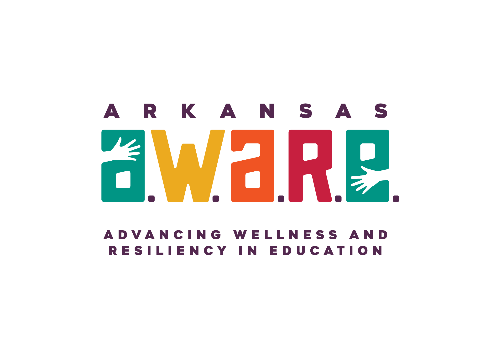 ARKANSAS
a.W.a.R.e.
ADVANCING WELLNESS AND
RESILIENCY IN EDUCATION